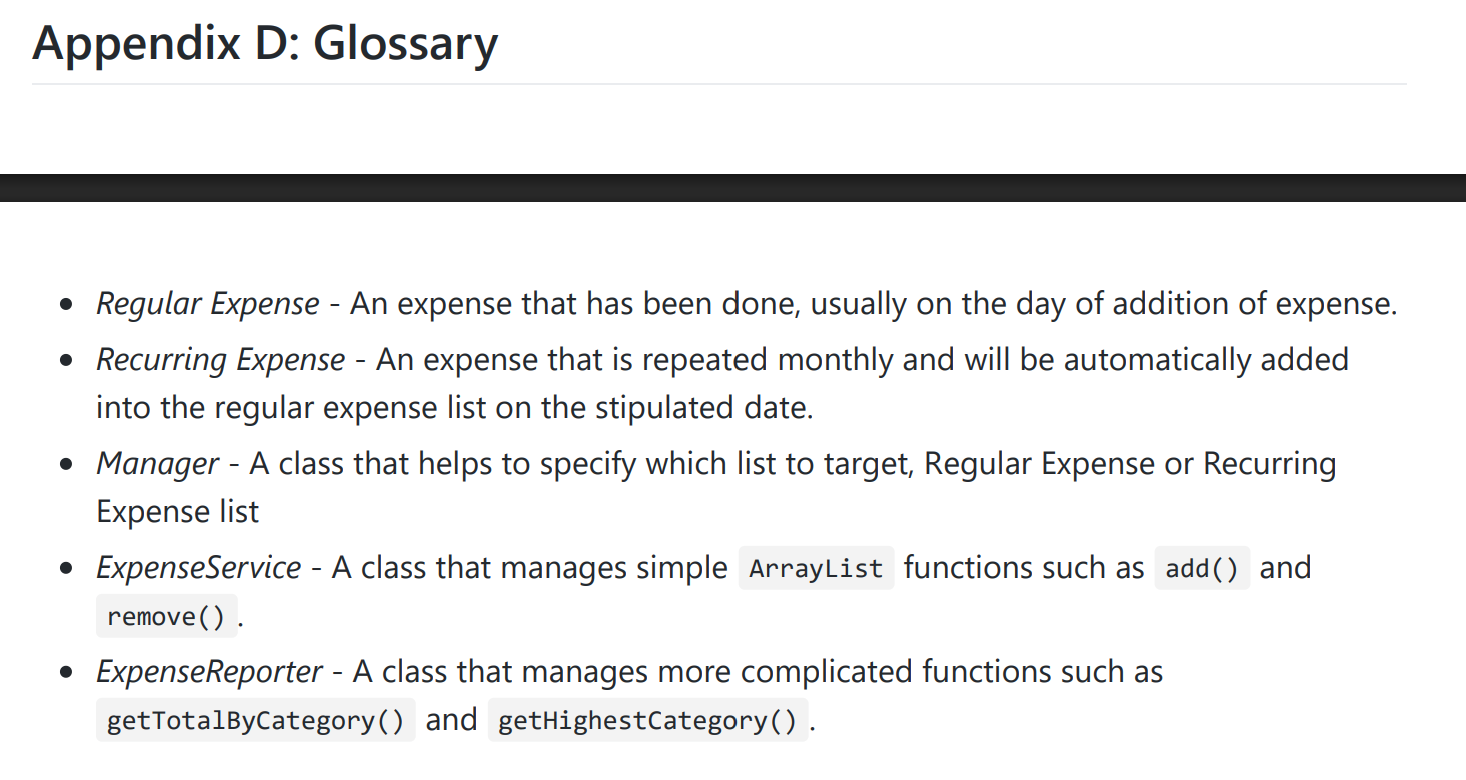 Appendix D: Glossary
• Regular Expense - An expense that has been done, usually on the day of addition of expense.
• Recurring Expense - An expense that is repeated monthly and will be automatically added
into the regular expense list on the stipulated date.
• Manager - A class that helps to specify which list to target, Regular Expense or Recurring
Expense list
• ExpenseService - A class that manages simple ArrayList functions such as add() and
remove().
• ExpenseReporter - A class that manages more complicated functions such as
getTotalByCategory() and getHighestCategory().